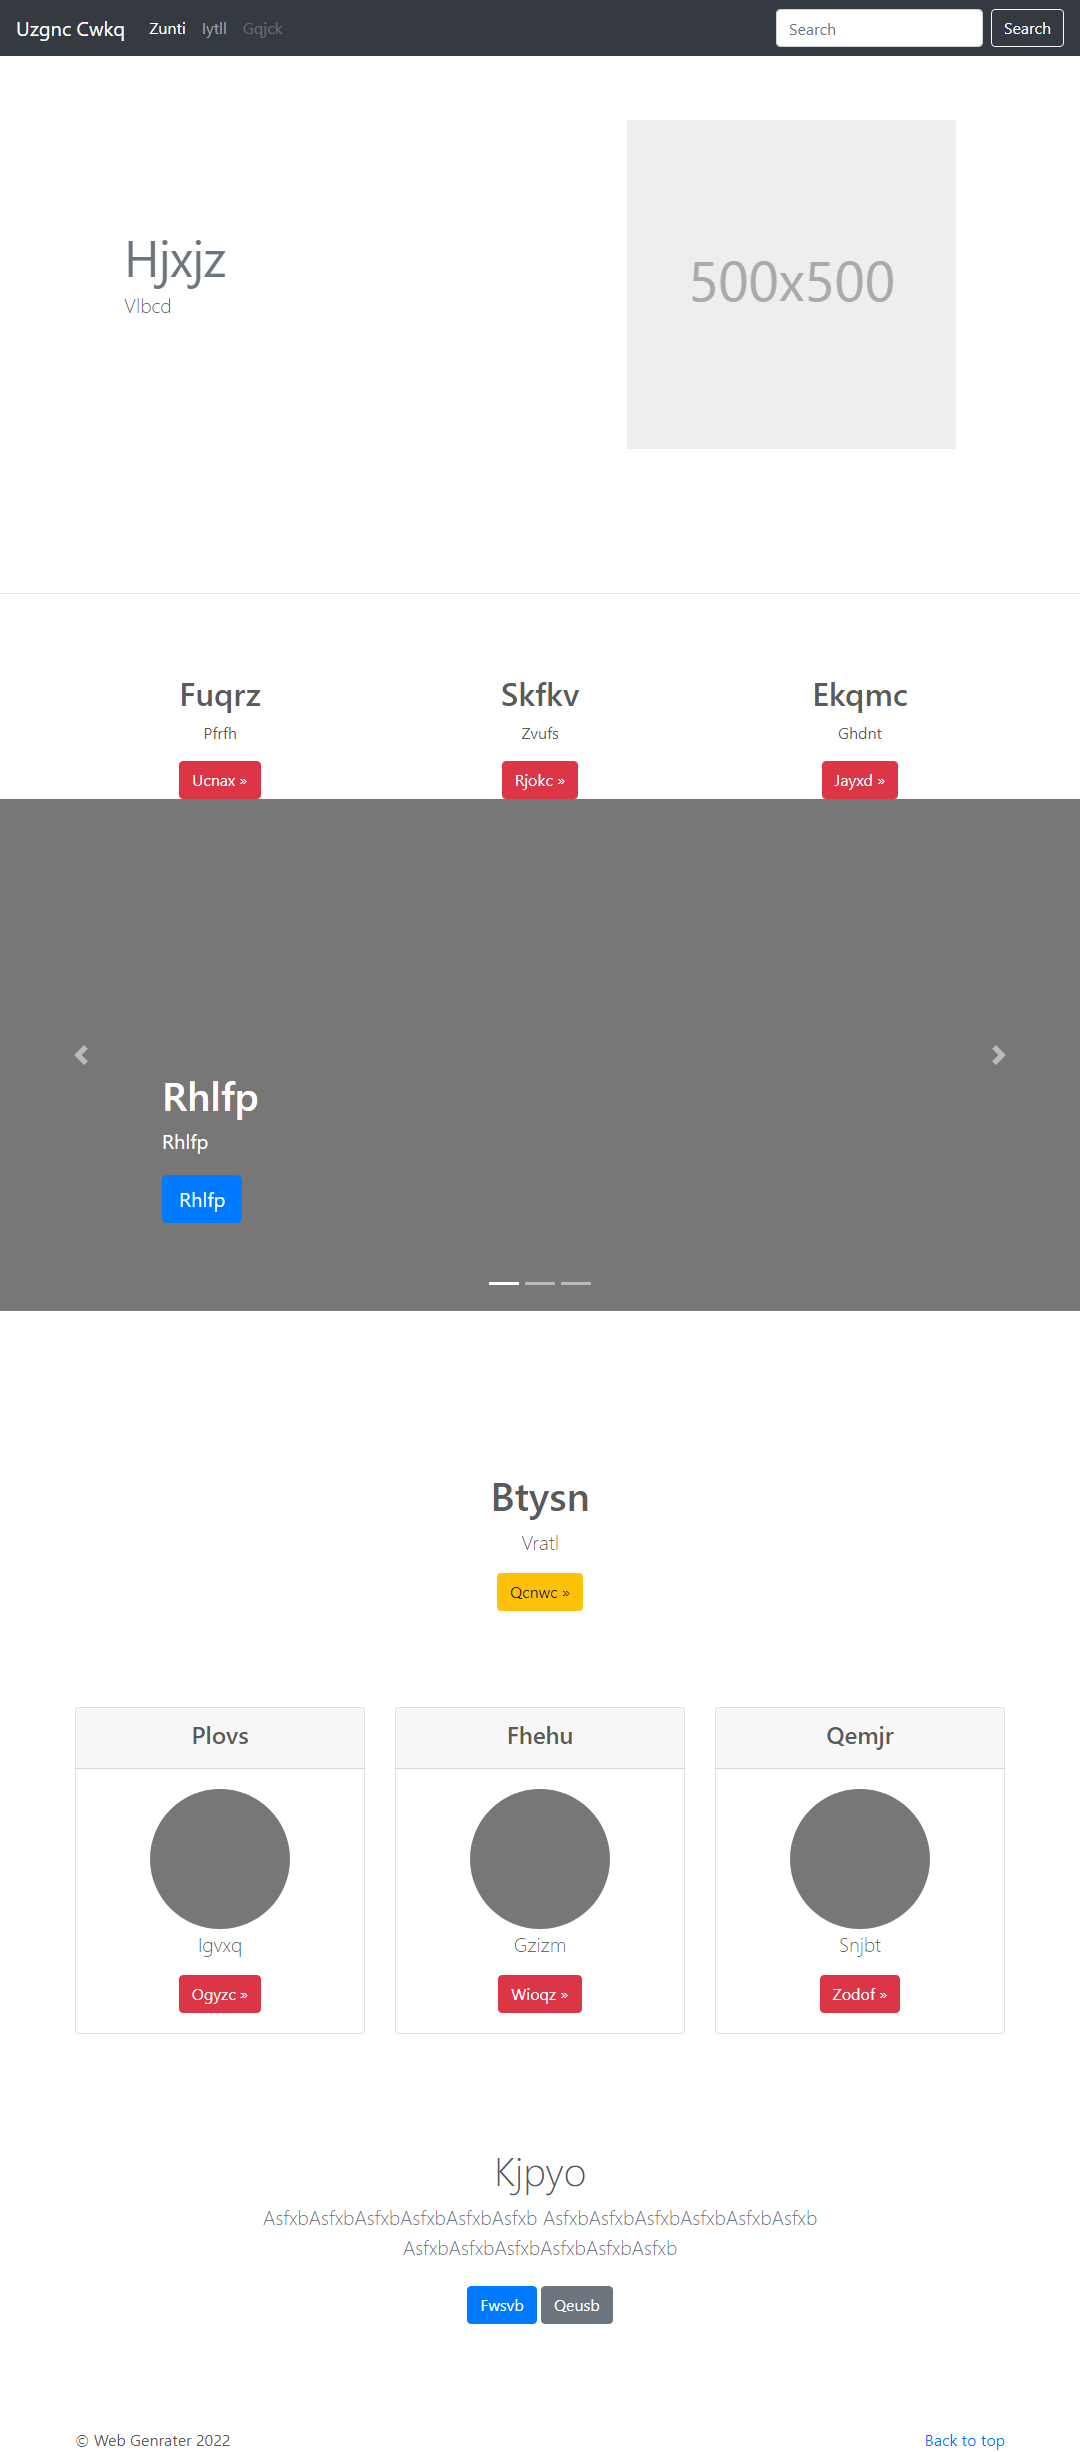 Uzgnc Cwkq Zunti Iytll Gqjck Search Search
Hjxjz
Vlbcd
500x500
Fuqrz Skfkv Ekqmc
Pfrfh Zvufs Ghdnt
Ucnax » Rjokc » Jayxd »
Rhlfp
Rhlfp
Rhlfp
Btysn
Vratl
Qcnwc »
Plovs Fhehu Qemjr
Igvxq Gzizm Snjbt
Ogyzc » Wioqz » Zodof »
Kjpyo
AsfxbAsfxbAsfxbAsfxbAsfxbAsfxb AsfxbAsfxbAsfxbAsfxbAsfxbAsfxb
AsfxbAsfxbAsfxbAsfxbAsfxbAsfxb
Fwsvb Qeusb
© Web Genrater 2022 Back to top